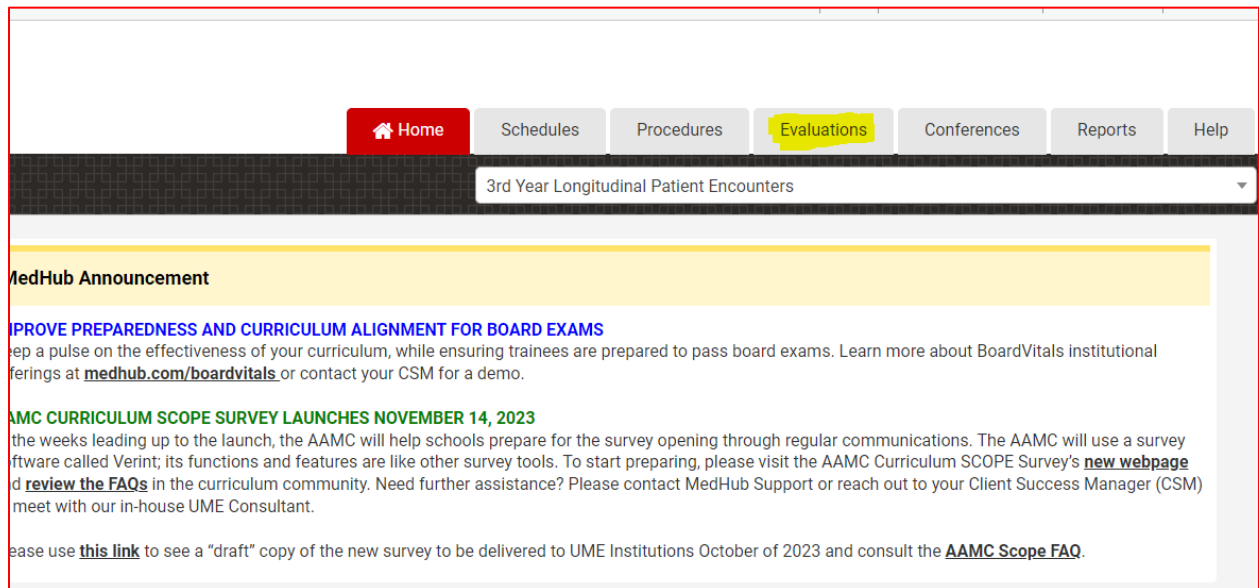 Home Schedules Procedures Evaluations Conferences Reports Help
3rd Year Longitudinal Patient Encounters
MedHub Announcement
PROVE PREPAREDNESS AND CURRICULUM ALIGNMENT FOR BOARD EXAMS
ep a pulse on the effectiveness of your curriculum, while ensuring trainees are prepared to pass board exams. Learn more about BoardVitals institutional
ferings at medhub.com/boardvitals or contact your CSM for a demo.
AMC CURRICULUM SCOPE SURVEY LAUNCHES NOVEMBER 14, 2023
the weeks leading up to the launch, the AAMC will help schools prepare for the survey opening through regular communications. The AAMC will use a survey
ftware called Verint; its functions and features are like other survey tools. To start preparing, please visit the AAMC Curriculum SCOPE Survey's new webpage
d review the FAQs in the curriculum community. Need further assistance? Please contact MedHub Support or reach out to your Client Success Manager (CSM)
meet with our in-house UME Consultant.
ease use this link to see a “draft” copy of the new survey to be delivered to UME Institutions October of 2023 and consult the AAMC Scope FAQ.